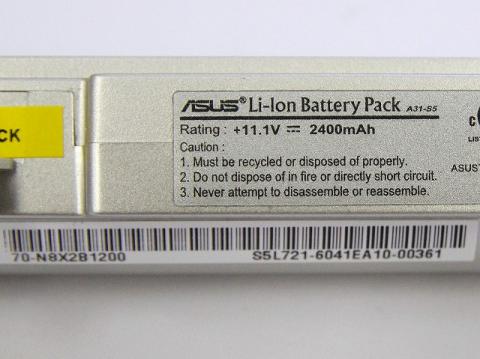 CK
ASUS® Li-Ion Battery Pack A31-S5
Rating : +11.1V ⎓ 2400mAh
Caution :
1. Must be recycled or disposed of properly.
2. Do not dispose of in fire or directly short circuit.
3. Never attempt to disassemble or reassemble.
LIS
ASUST
70-N8X2B1200 S5L721-6041EA10-00361